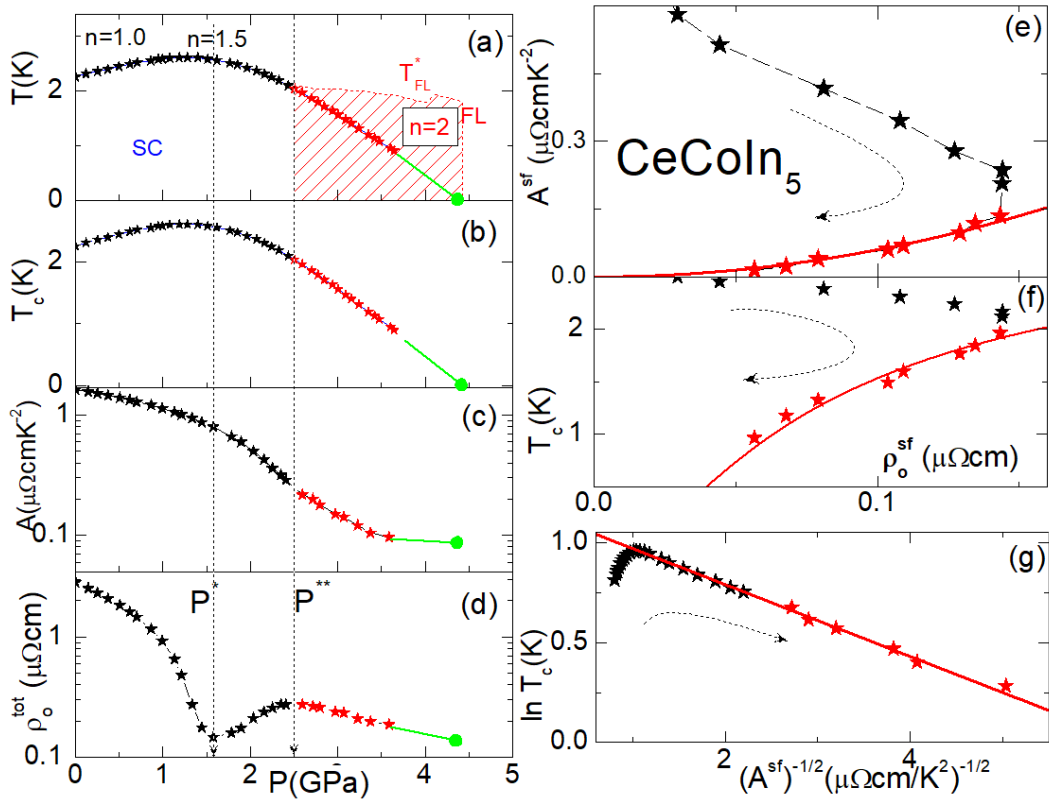 n=1.0
n=1.5
(a)
T(K)
2
0
SC
T*FL
FL
n=2
(b)
Tc(K)
2
0
(c)
A(μΩcmK-2)
1
0.1
(d)
ρotot (μΩcm)
1
0.1
P*
P**
0
1
2
3
4
5
P(GPa)
(e)
Asf (μΩcmK-2)
0.3
0.0
CeCoIn5
(f)
Tc(K)
2
1
ρosf (μΩcm)
0.0
0.1
(g)
ln Tc(K)
1.0
0.5
0.0
2
4
(Asf)-1/2(μΩcm/K2)-1/2